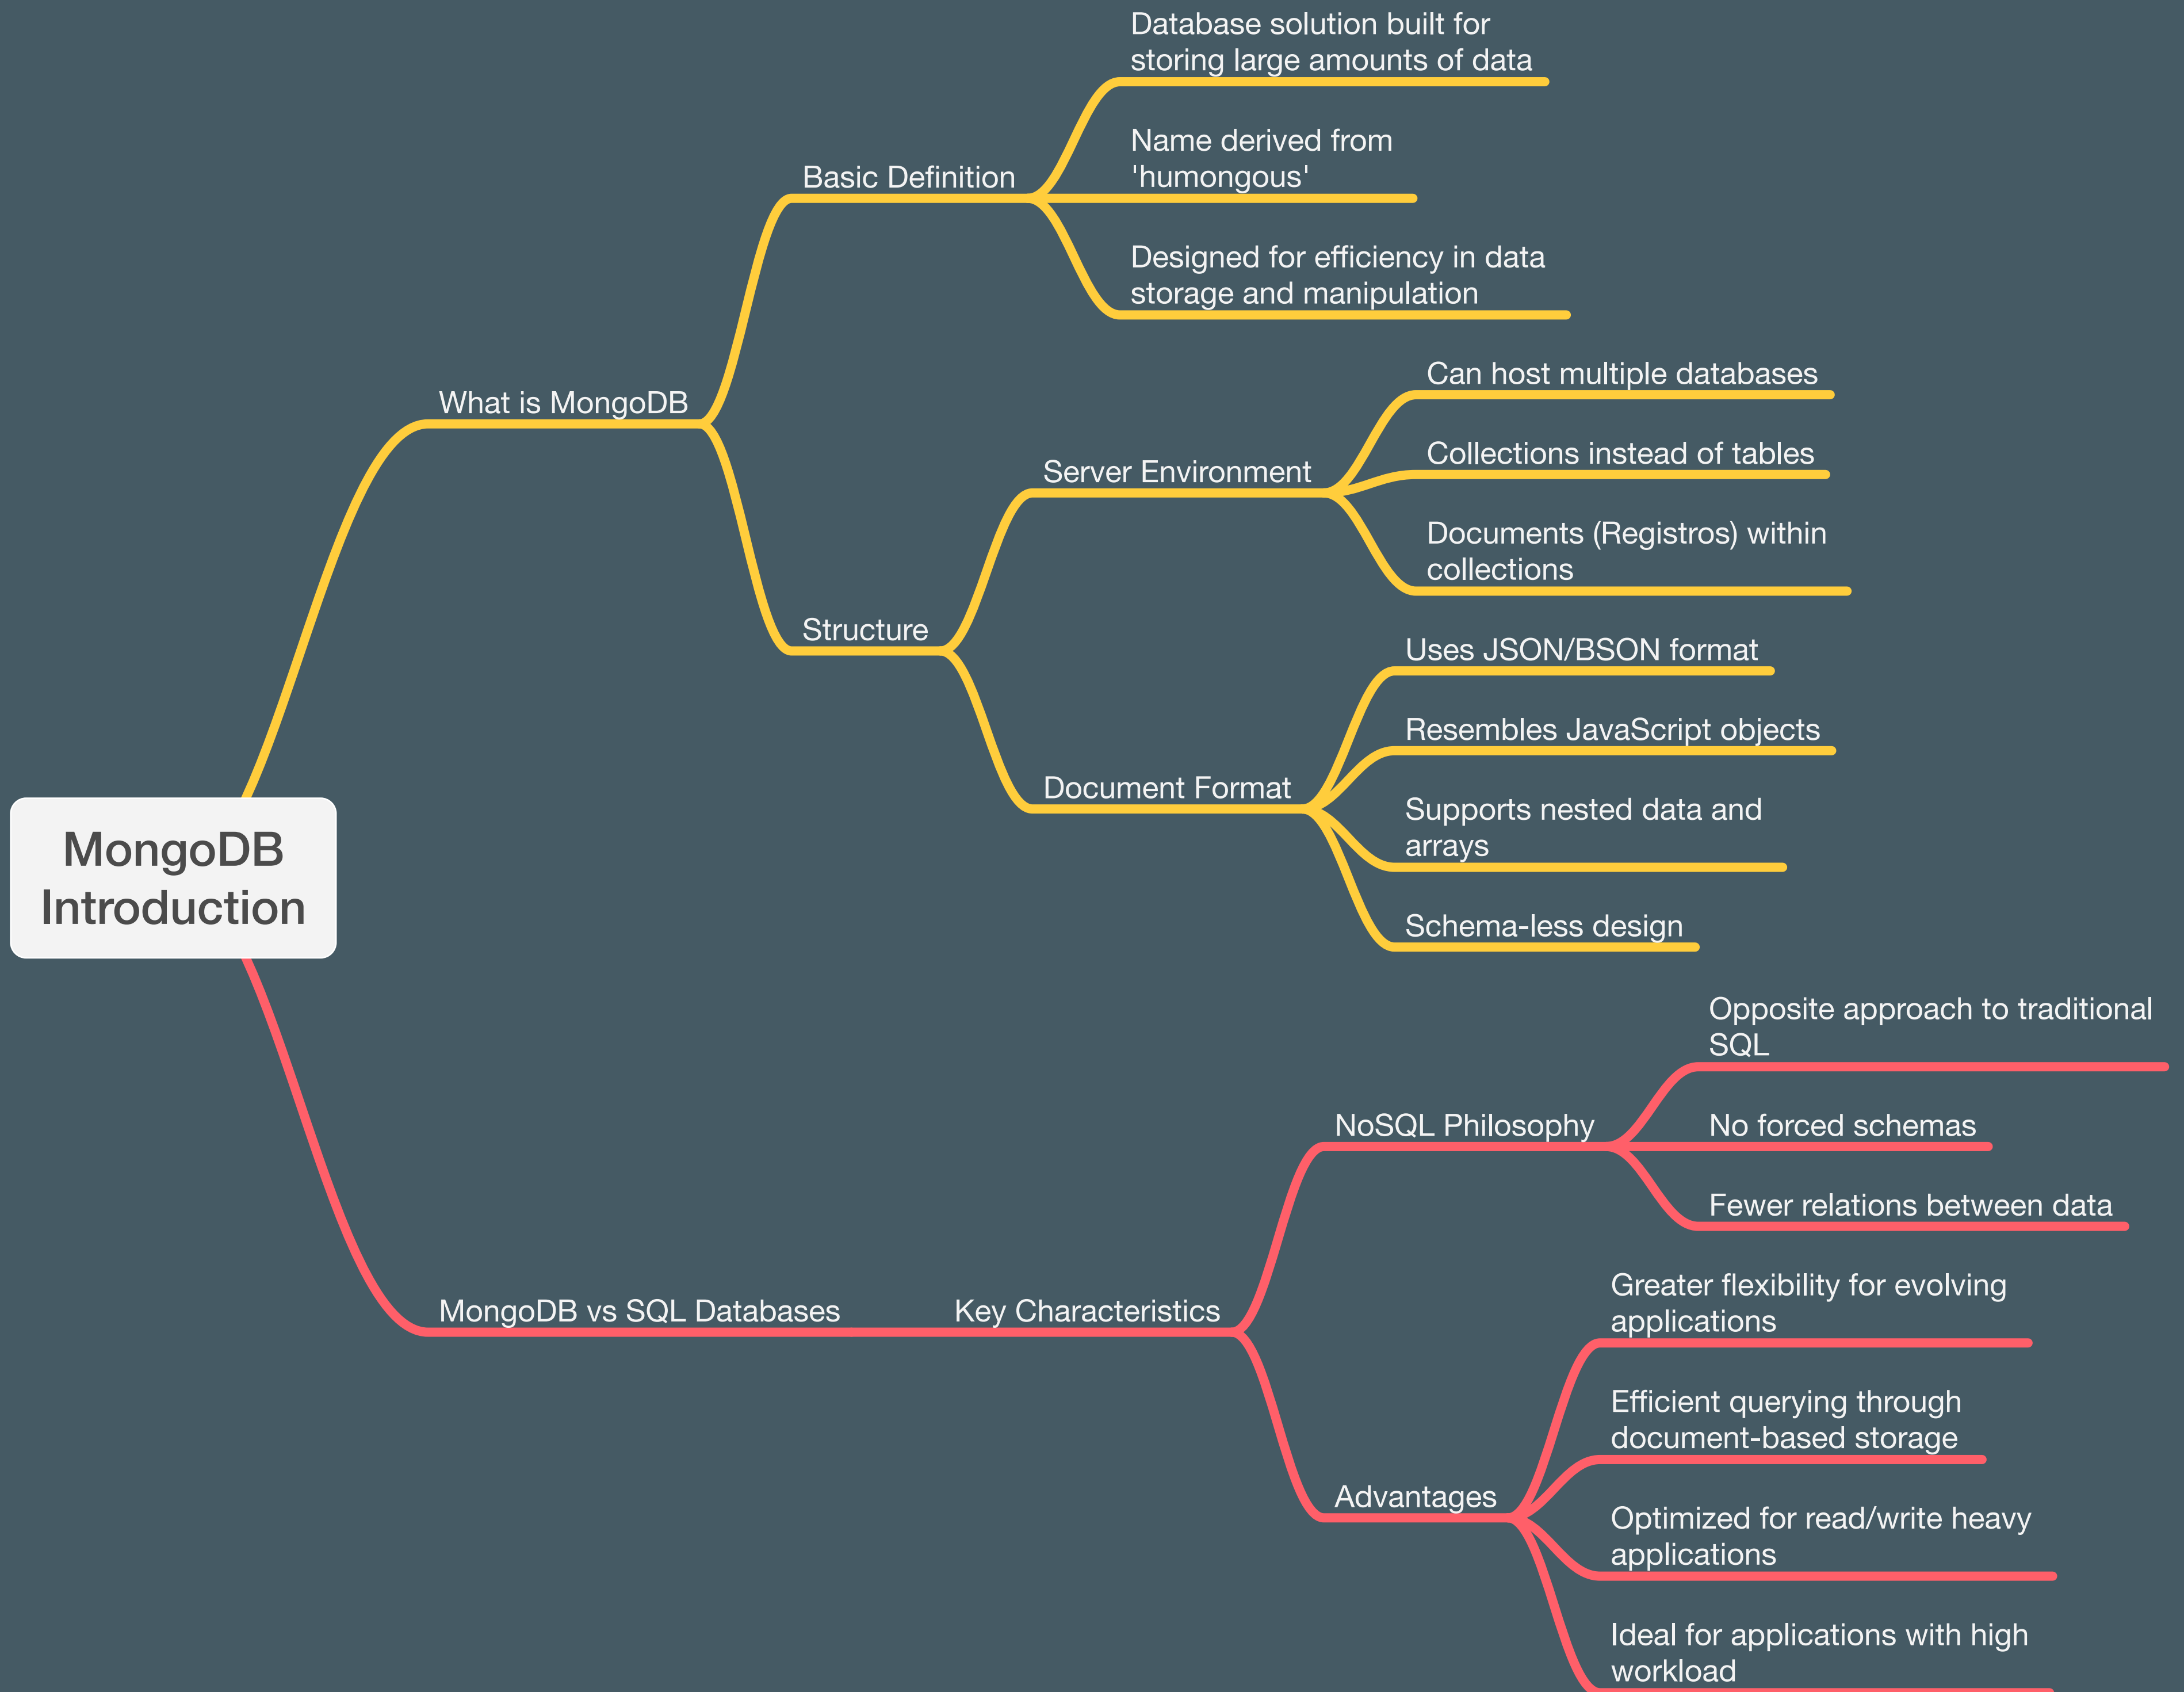 Database solution built for
storing large amounts of data
Name derived from
'humongous'
Basic Definition
Designed for efficiency in data
storage and manipulation
Can host multiple databases
What is MongoDB
Collections instead of tables
Server Environment
Documents (Registros) within
collections
Structure
Uses JSON/BSON format
Resembles JavaScript objects
Document Format
Supports nested data and
arrays
Schema-less design
MongoDB
Introduction
Opposite approach to traditional
SQL
NoSQL Philosophy
No forced schemas
Fewer relations between data
MongoDB vs SQL Databases
Key Characteristics
Greater flexibility for evolving
applications
Efficient querying through
document-based storage
Advantages
Optimized for read/write heavy
applications
Ideal for applications with high
workload